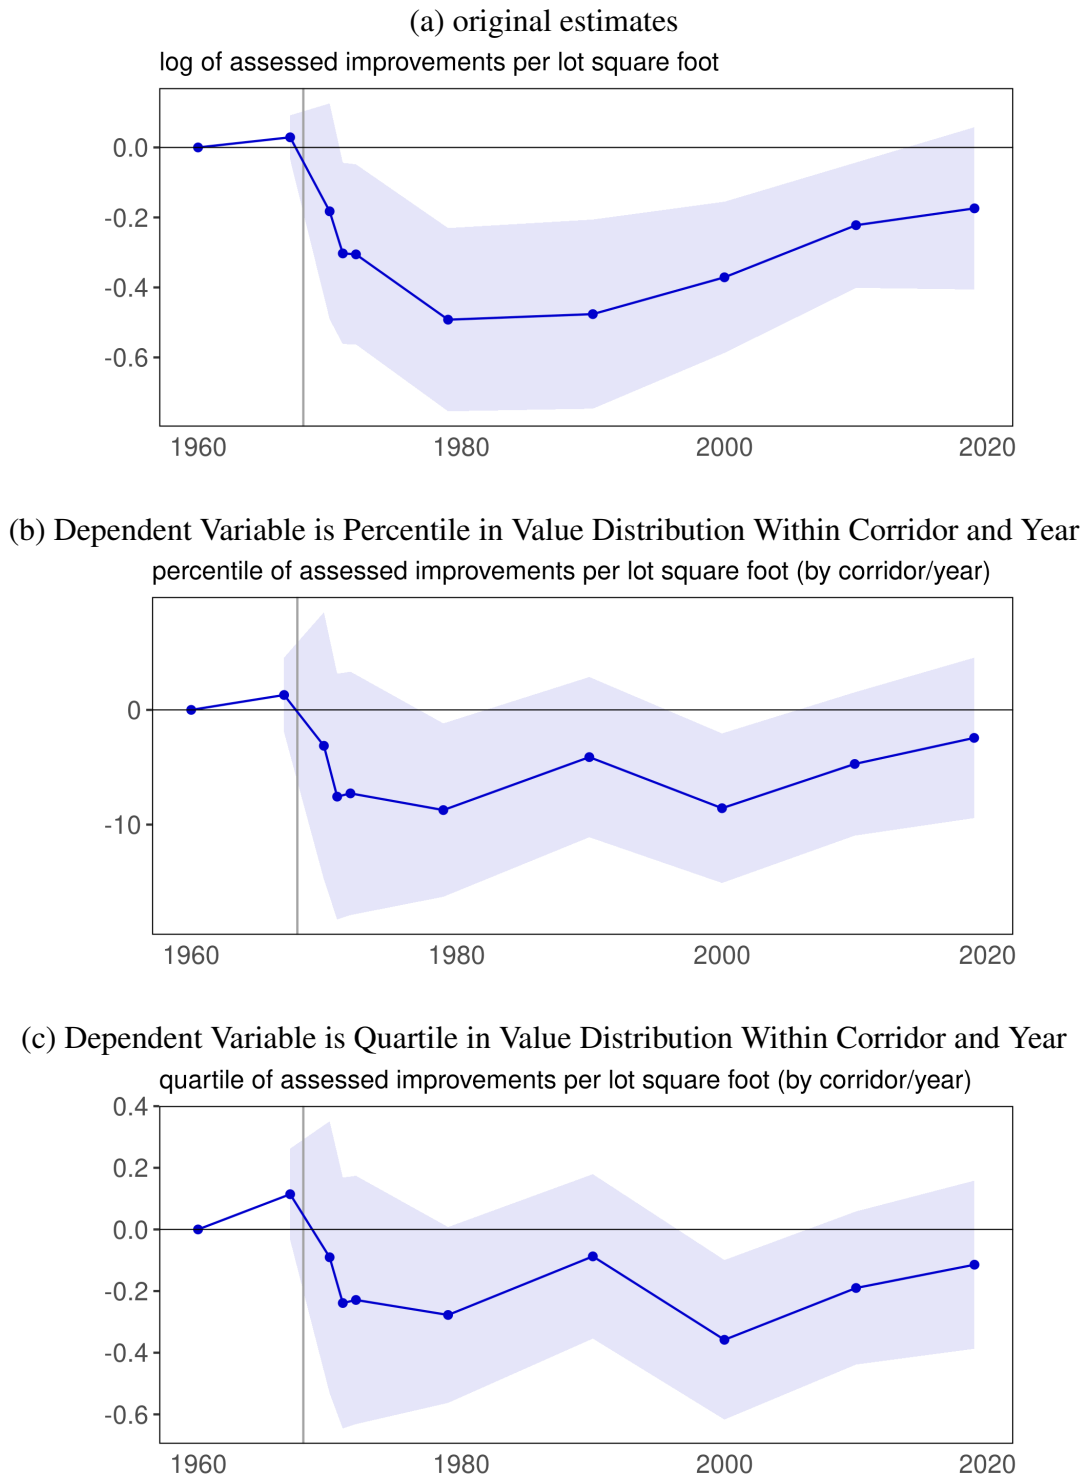 (a) original estimates
log of assessed improvements per lot square foot
0.0
-0.2
-0.4
-0.6
1960 1980 2000 2020
(b) Dependent Variable is Percentile in Value Distribution Within Corridor and Year
percentile of assessed improvements per lot square foot (by corridor/year)
0
-10
1960 1980 2000 2020
(c) Dependent Variable is Quartile in Value Distribution Within Corridor and Year
quartile of assessed improvements per lot square foot (by corridor/year)
0.4
0.2
0.0
-0.2
-0.4
-0.6
1960 1980 2000 2020